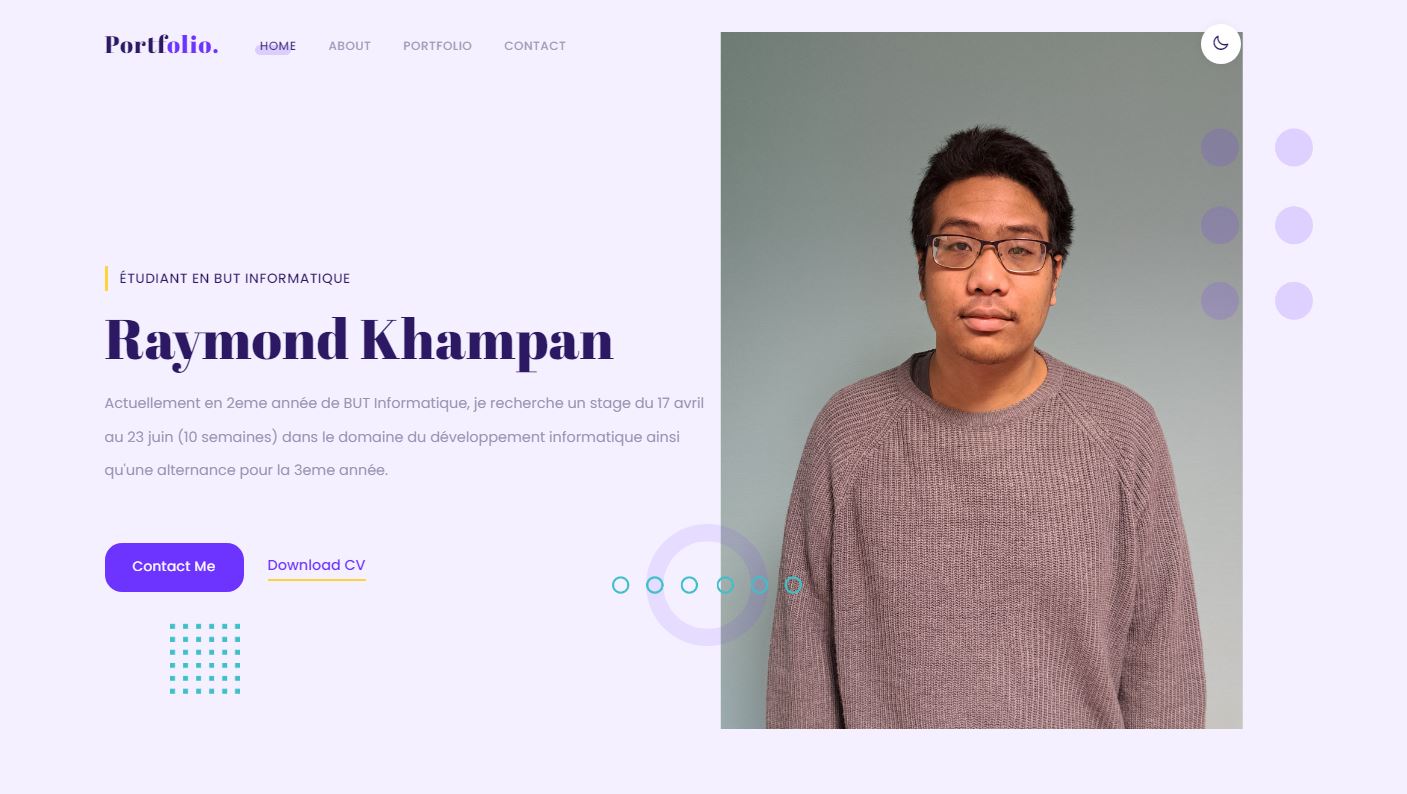 Portfolio.
HOME
ABOUT
PORTFOLIO
CONTACT
ÉTUDIANT EN BUT INFORMATIQUE
Raymond Khampan
Actuellement en 2eme année de BUT Informatique, je recherche un stage du 17 avril
au 23 juin (10 semaines) dans le domaine du développement informatique ainsi
qu'une alternance pour la 3eme année.
Contact Me
Download CV